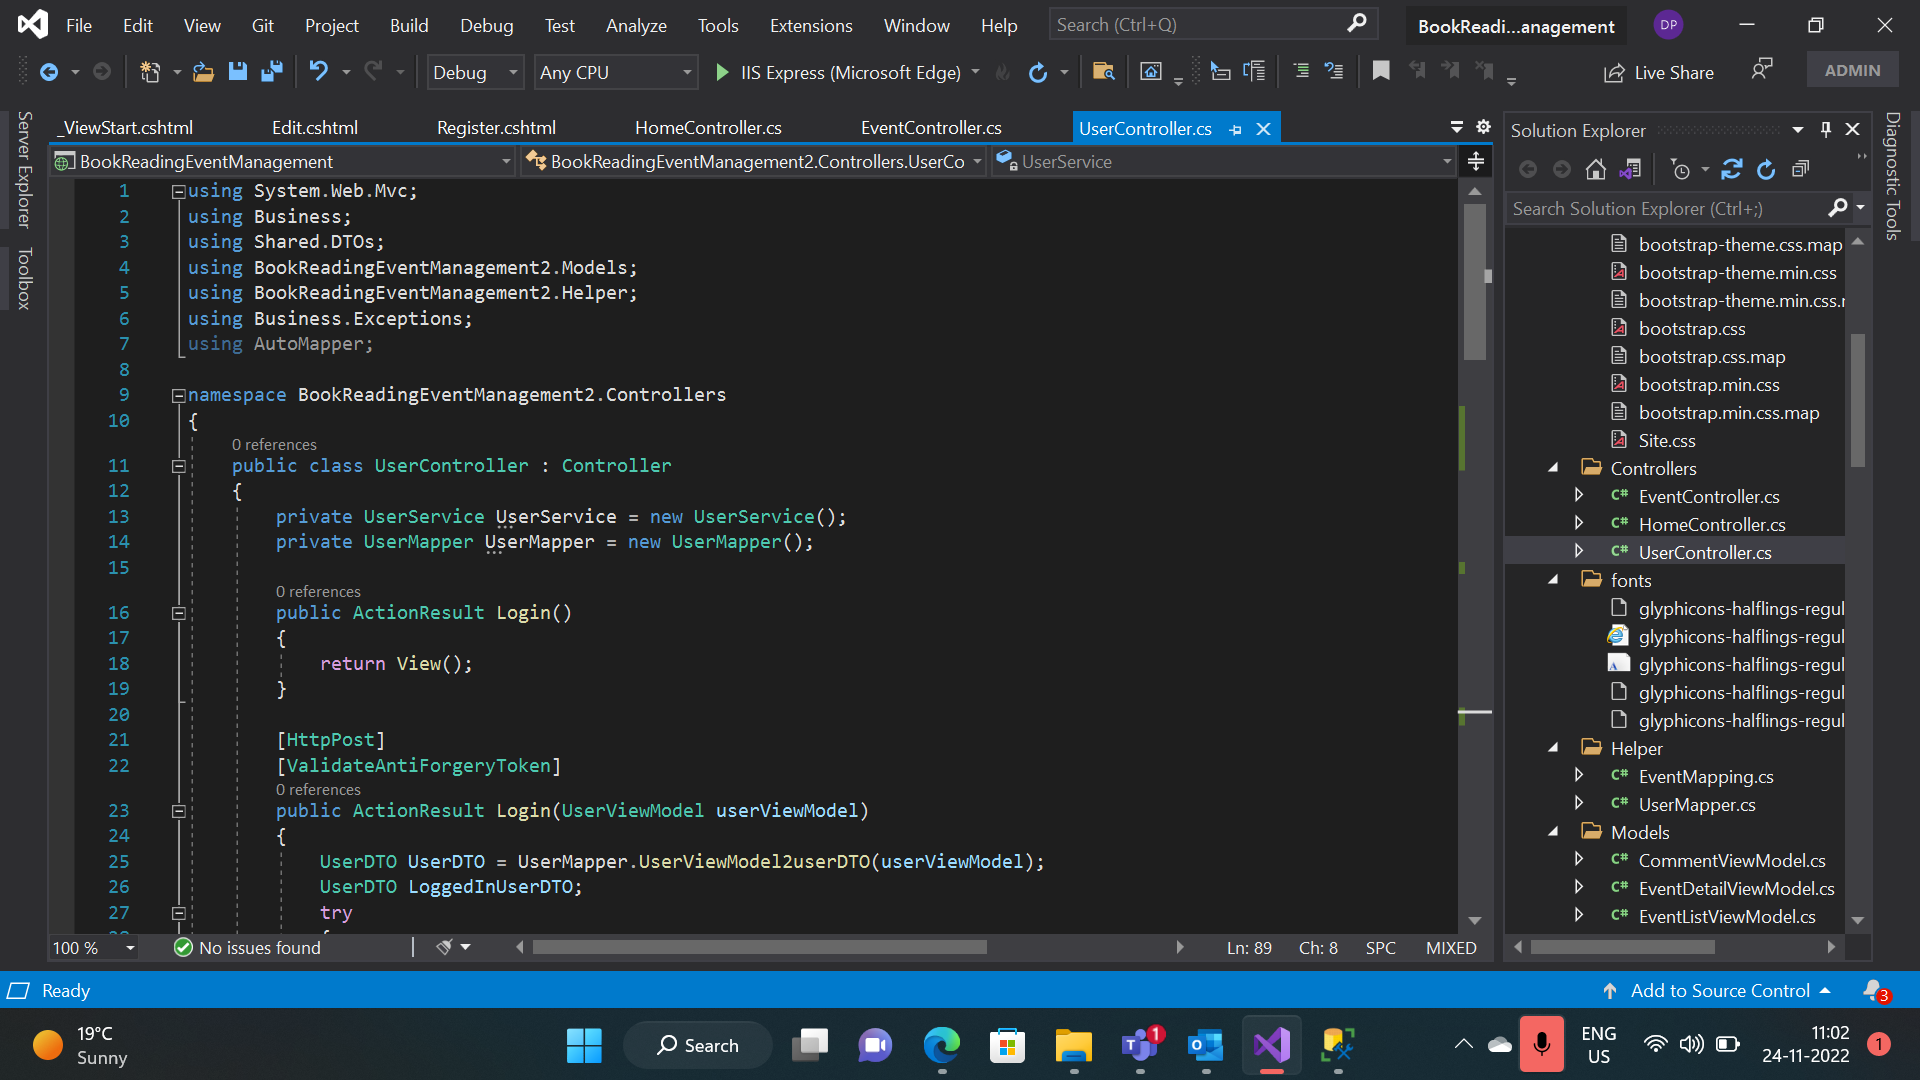 File Edit View Git Project Build Debug Test Analyze Tools Extensions Window Help Search (Ctrl+Q) BookReadi...anagement DP
Debug Any CPU IIS Express (Microsoft Edge) Live Share ADMIN
Server Explorer
Toolbox
_ViewStart.cshtml Edit.cshtml Register.cshtml HomeController.cs EventController.cs UserController.cs
BookReadingEventManagement BookReadingEventManagement2.Controllers.UserCo UserService
1 using System.Web.Mvc;
2 using Business;
3 using Shared.DTOs;
4 using BookReadingEventManagement2.Models;
5 using BookReadingEventManagement2.Helper;
6 using Business.Exceptions;
7 using AutoMapper;
8
9 namespace BookReadingEventManagement2.Controllers
10 {
0 references
11 public class UserController : Controller
12 {
13 private UserService UserService = new UserService();
14 private UserMapper UserMapper = new UserMapper();
15
0 references
16 public ActionResult Login()
17 {
18 return View();
19 }
20
21 [HttpPost]
22 [ValidateAntiForgeryToken]
0 references
23 public ActionResult Login(UserViewModel userViewModel)
24 {
25 UserDTO UserDTO = UserMapper.UserViewModel2userDTO(userViewModel);
26 UserDTO LoggedInUserDTO;
27 try
100 % No issues found Ln: 89 Ch: 8 SPC MIXED
Solution Explorer
Search Solution Explorer (Ctrl+;)
bootstrap-theme.css.map
bootstrap-theme.min.css
bootstrap-theme.min.css.r
bootstrap.css
bootstrap.css.map
bootstrap.min.css
bootstrap.min.css.map
Site.css
Controllers
C# EventController.cs
C# HomeController.cs
C# UserController.cs
fonts
glyphicons-halflings-regul
glyphicons-halflings-regul
glyphicons-halflings-regul
glyphicons-halflings-regul
glyphicons-halflings-regul
Helper
C# EventMapping.cs
C# UserMapper.cs
Models
C# CommentViewModel.cs
C# EventDetailViewModel.cs
C# EventListViewModel.cs
Diagnostic Tools
Ready Add to Source Control 3
19°C
Sunny
Search
1
ENG
US
11:02
24-11-2022
1